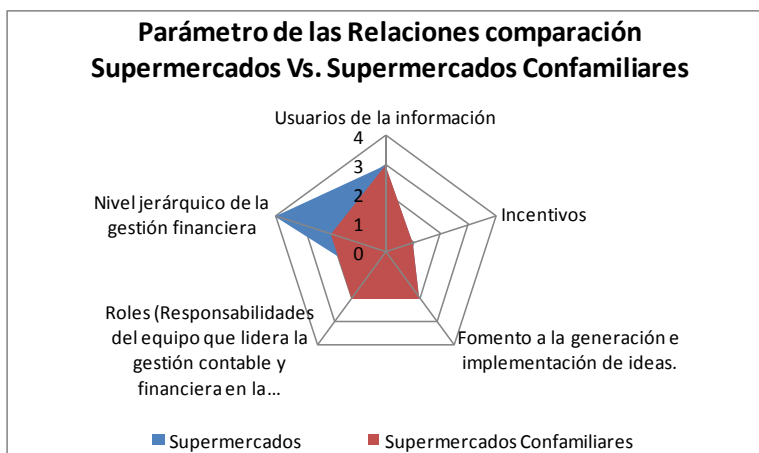 Parámetro de las Relaciones comparación
Supermercados Vs. Supermercados Confamiliares
Usuarios de la información
4
3
2
1
0
Incentivos
Fomento a la generación e
implementación de ideas.
Roles (Responsabilidades
del equipo que lidera la
gestión contable y
financiera en la...
Nivel jerárquico de la
gestión financiera
Supermercados
Supermercados Confamiliares